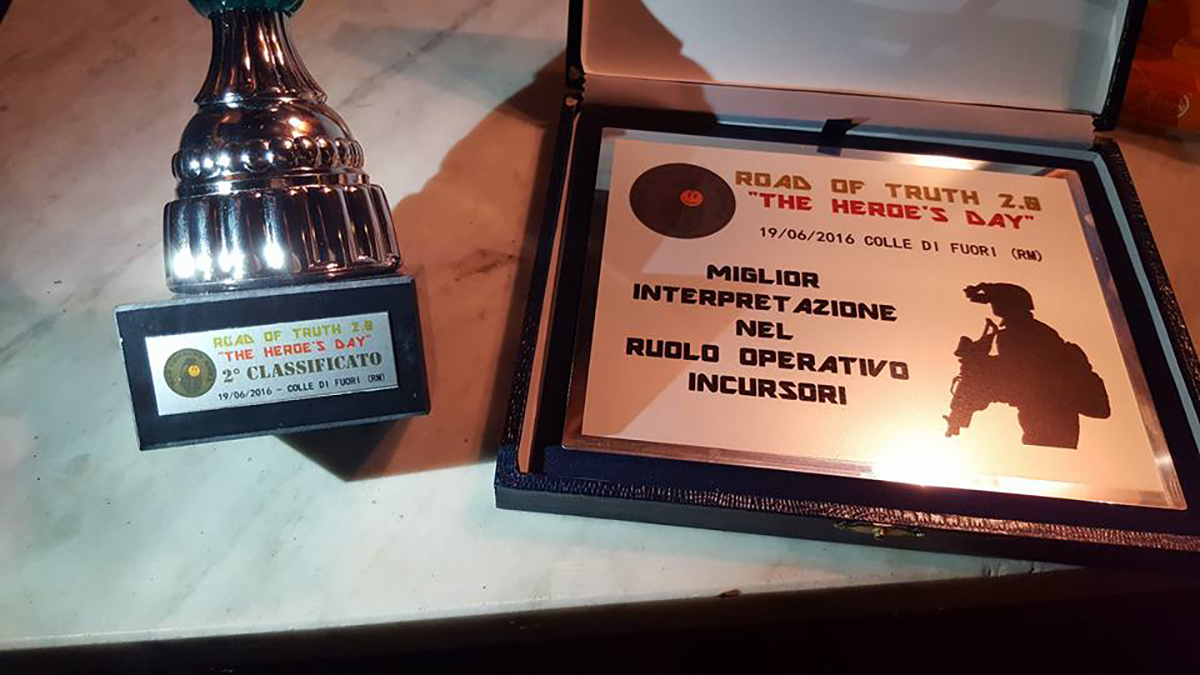 ROAD OF TRUTH 2.0
"THE HEROE'S DAY"
2° CLASSIFICATO
19/06/2016 - COLLE DI FUORI (RM)
ROAD OF TRUTH 2.0
"THE HEROE'S DAY"
19/06/2016 COLLE DI FUORI (RM)
MIGLIOR
INTERPRETAZIONE
NEL
RUOLO OPERATIVO
INCURSORI